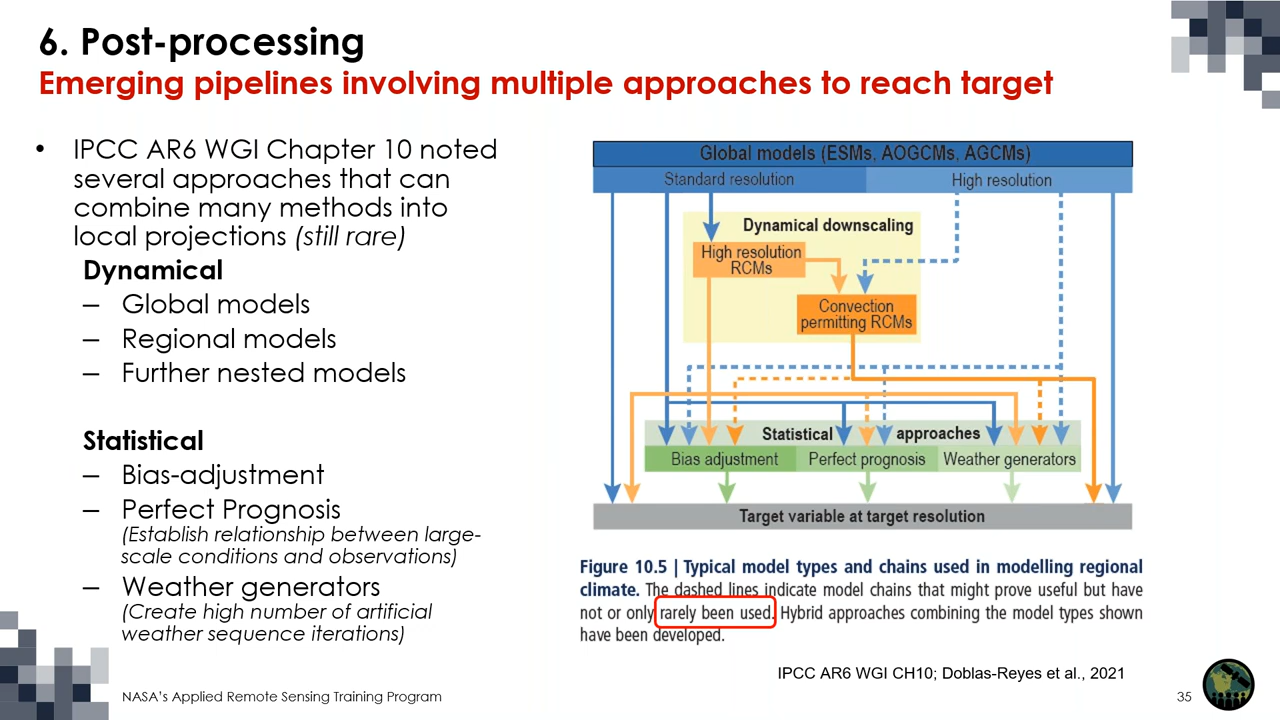 6. Post-processing
Emerging pipelines involving multiple approaches to reach target
• IPCC AR6 WGI Chapter 10 noted
several approaches that can
combine many methods into
local projections (still rare)
Dynamical
– Global models
– Regional models
– Further nested models
Statistical
– Bias-adjustment
– Perfect Prognosis
(Establish relationship between large-
scale conditions and observations)
– Weather generators
(Create high number of artificial
weather sequence iterations)
Global models (ESMs, AOGCMs, AGCMs)
Standard resolution
High resolution
Dynamical downscaling
High resolution
RCMs
Convection
permitting RCMs
Statistical approaches
Bias adjustment
Perfect prognosis
Weather generators
Target variable at target resolution
Figure 10.5 | Typical model types and chains used in modelling regional
climate. The dashed lines indicate model chains that might prove useful but have
not or only rarely been used. Hybrid approaches combining the model types shown
have been developed.
IPCC AR6 WGI CH10; Doblas-Reyes et al., 2021
NASA's Applied Remote Sensing Training Program
35